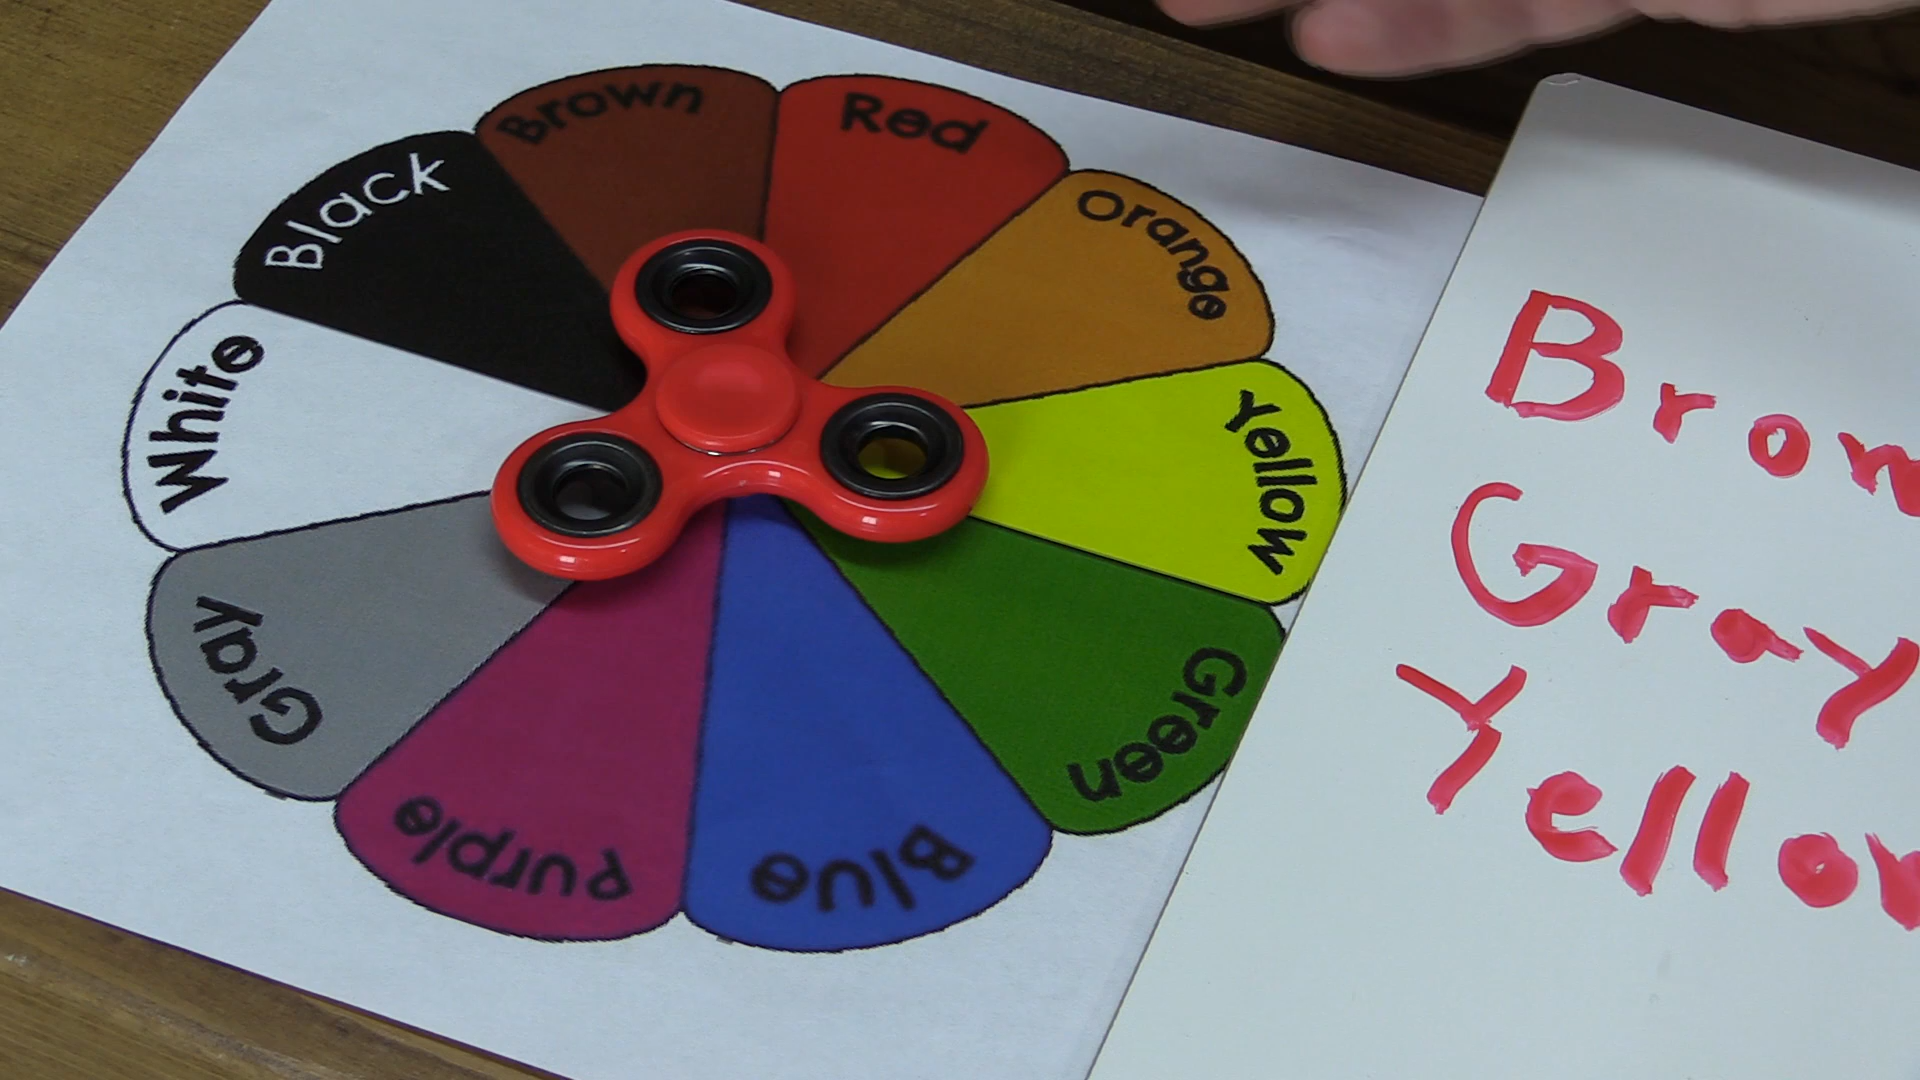 Brown
Red
Orange
Yellow
Green
Blue
Purple
Gray
White
Black
Brow
Gray
Yellow